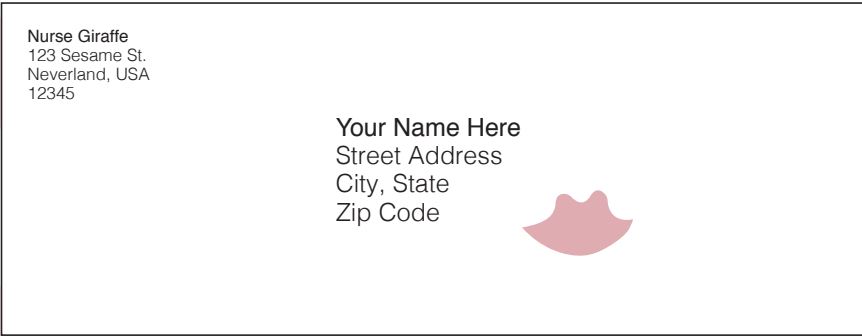 Nurse Giraffe
123 Sesame St.
Neverland, USA
12345
Your Name Here
Street Address
City, State
Zip Code